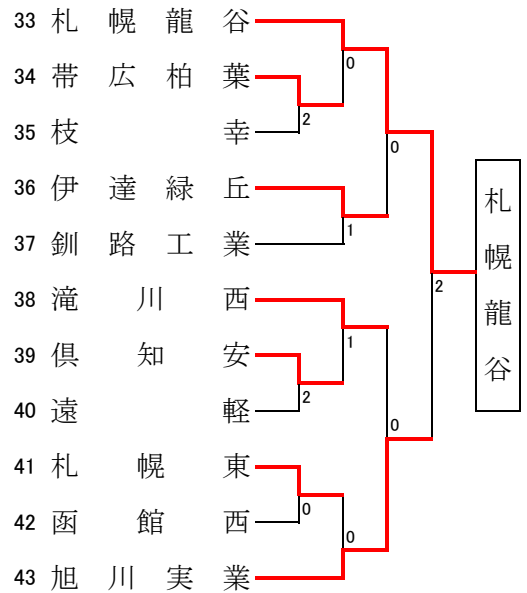 33 札幌龍谷
0
34 帯広柏葉
2
35 枝幸
0
36 伊達緑丘
1
37 釧路工業
札幌龍谷
2
38 滝川西
1
39 倶知安
2
40 遠軽
0
41 札幌東
0
42 函館西
0
43 旭川実業